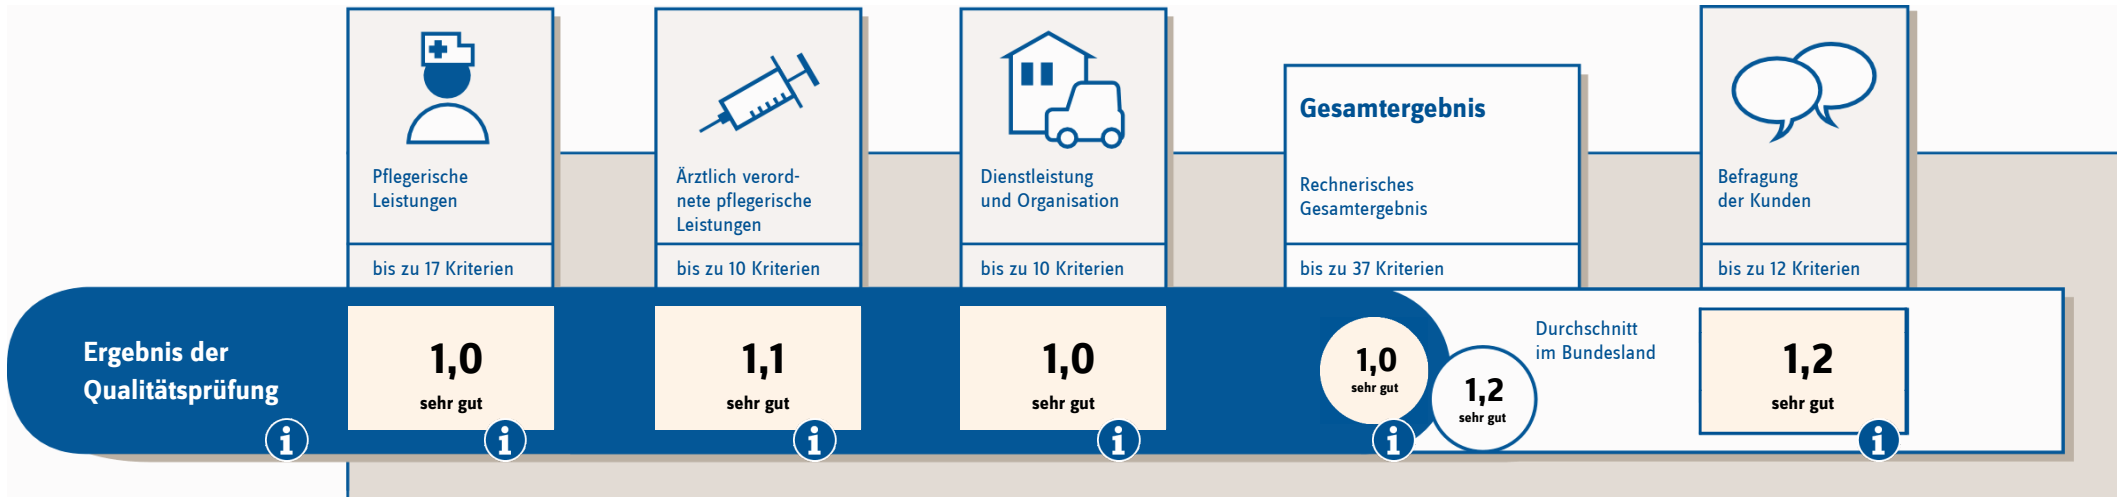 Pflegerische
Leistungen
bis zu 17 Kriterien
Ärztlich verord-
nete pflegerische
Leistungen
bis zu 10 Kriterien
Dienstleistung
und Organisation
bis zu 10 Kriterien
Gesamtergebnis
Rechnerisches
Gesamtergebnis
bis zu 37 Kriterien
Befragung
der Kunden
bis zu 12 Kriterien
Ergebnis der
Qualitätsprüfung
i
1,0
sehr gut
i
1,1
sehr gut
i
1,0
sehr gut
i
1,0
sehr gut
i
1,2
sehr gut
Durchschnitt
im Bundesland
1,2
sehr gut
i